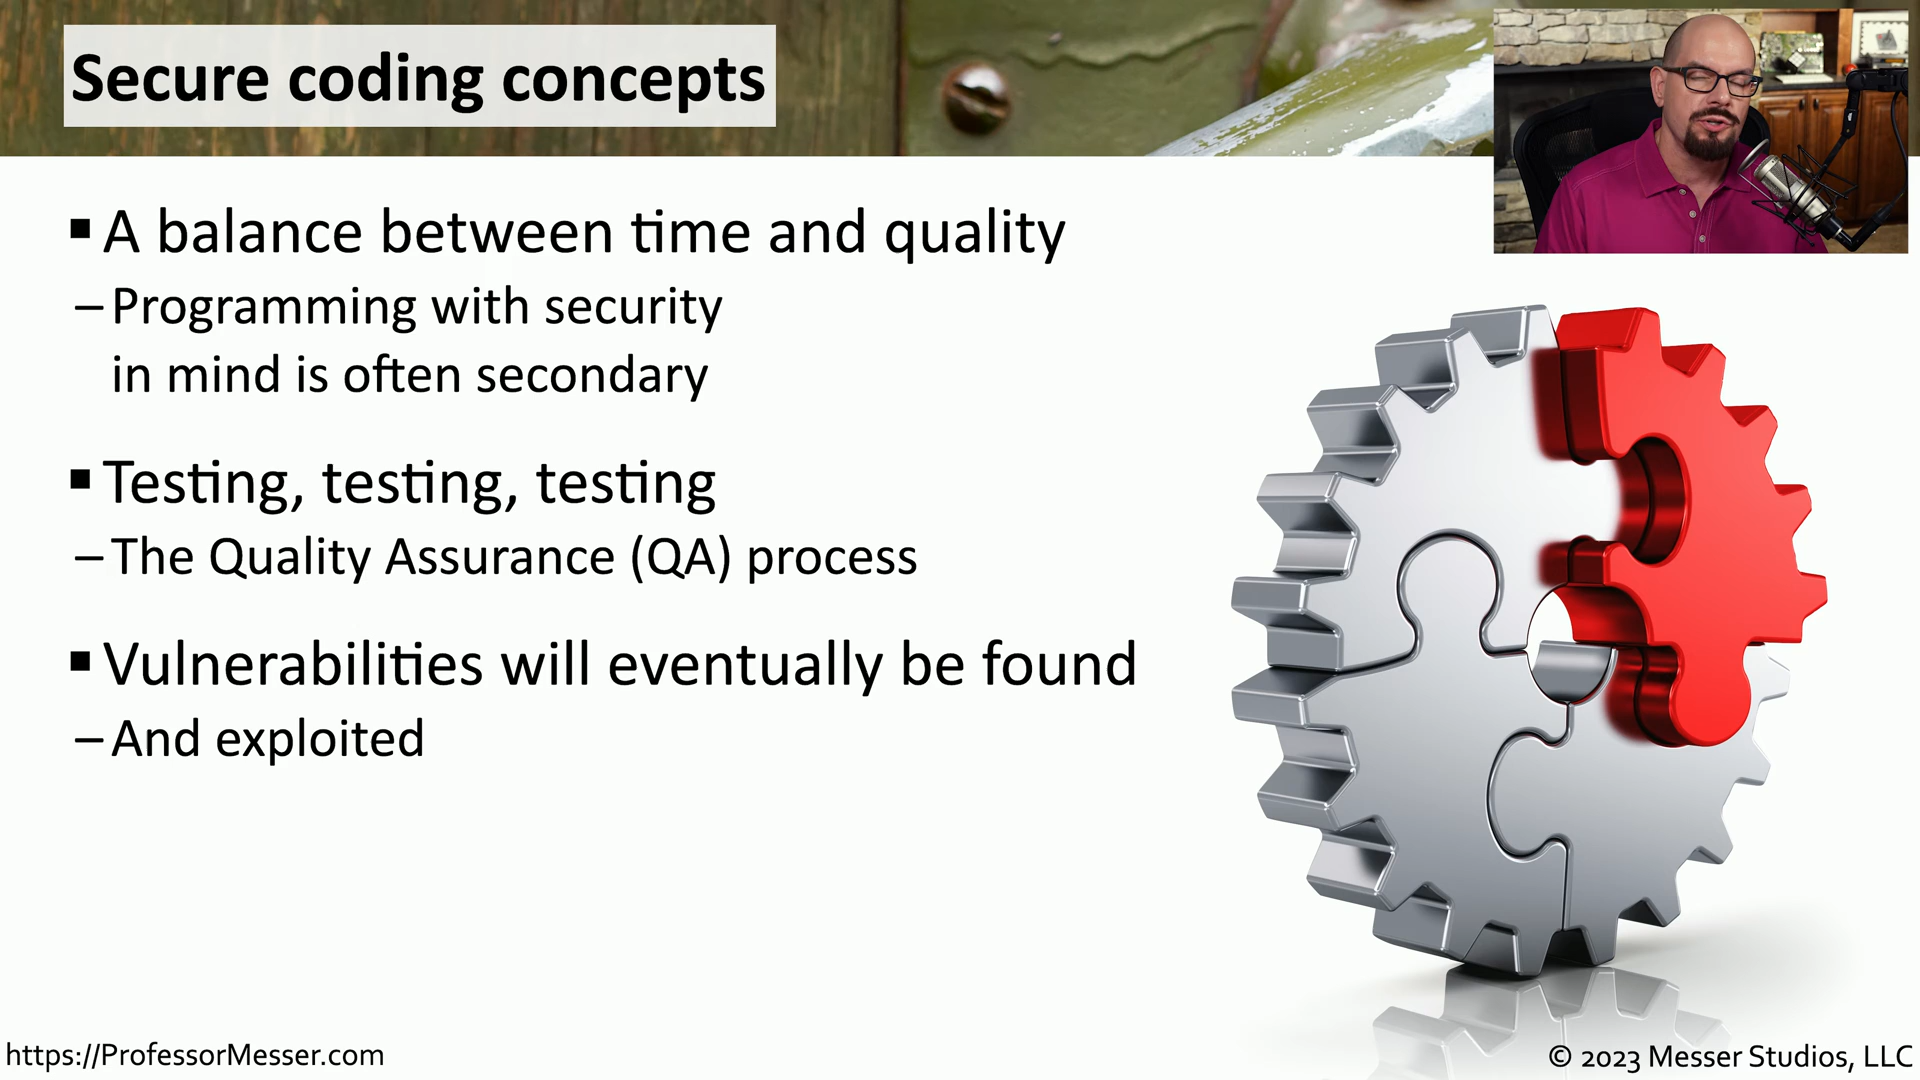 Secure coding concepts
▪ A balance between time and quality
– Programming with security
in mind is often secondary
▪ Testing, testing, testing
– The Quality Assurance (QA) process
▪ Vulnerabilities will eventually be found
– And exploited
https://ProfessorMesser.com
© 2023 Messer Studios, LLC